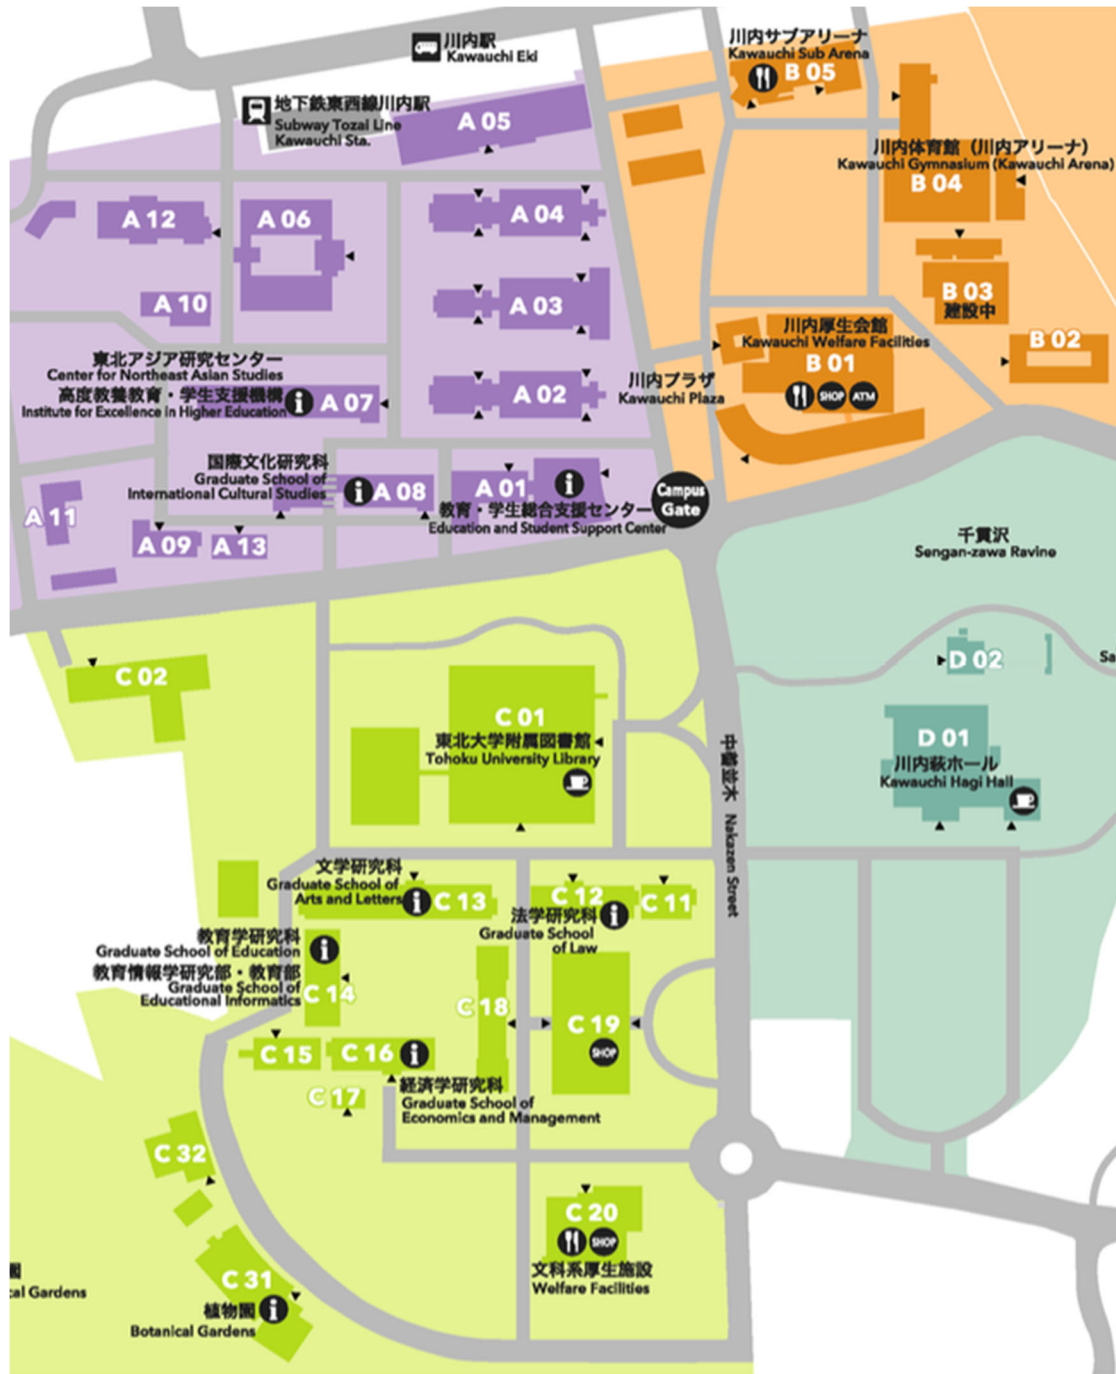 川内駅
Kawauchi Eki
川内サブアリーナ
Kawauchi Sub Arena
B 05
地下鉄東西線川内駅
Subway Tozai Line
Kawauchi Sta.
A 05
川内体育館（川内アリーナ）
Kawauchi Gymnasium (Kawauchi Arena)
B 04
A 12
A 06
A 04
A 10
A 03
B 03
建設中
川内厚生会館
Kawauchi Welfare Facilities
B 01
SHOP
ATM
B 02
東北アジア研究センター
Center for Northeast Asian Studies
高度教養教育・学生支援機構
Institute for Excellence in Higher Education
i
A 07
A 02
川内プラザ
Kawauchi Plaza
国際文化研究科
Graduate School of
International Cultural Studies
i
A 08
A 01
i
教育・学生総合支援センター
Education and Student Support Center
Campus
Gate
A 11
A 09
A 13
千貫沢
Sengan-zawa Ravine
C 02
D 02
Sa
C 01
東北大学附属図書館
Tohoku University Library
中善並木 Nakazen Street
D 01
川内萩ホール
Kawauchi Hagi Hall
文学研究科
Graduate School of
Arts and Letters
i
C 13
C 12
i
C 11
法学研究科
Graduate School
of Law
教育学研究科
Graduate School of Education
i
教育情報学研究部・教育部
Graduate School of
Educational Informatics
C 14
C 18
C 19
SHOP
C 15
C 16
i
経済学研究科
Graduate School of
Economics and Management
C 17
C 32
C 20
SHOP
文科系厚生施設
Welfare Facilities
園
cal Gardens
C 31
i
植物園
Botanical Gardens